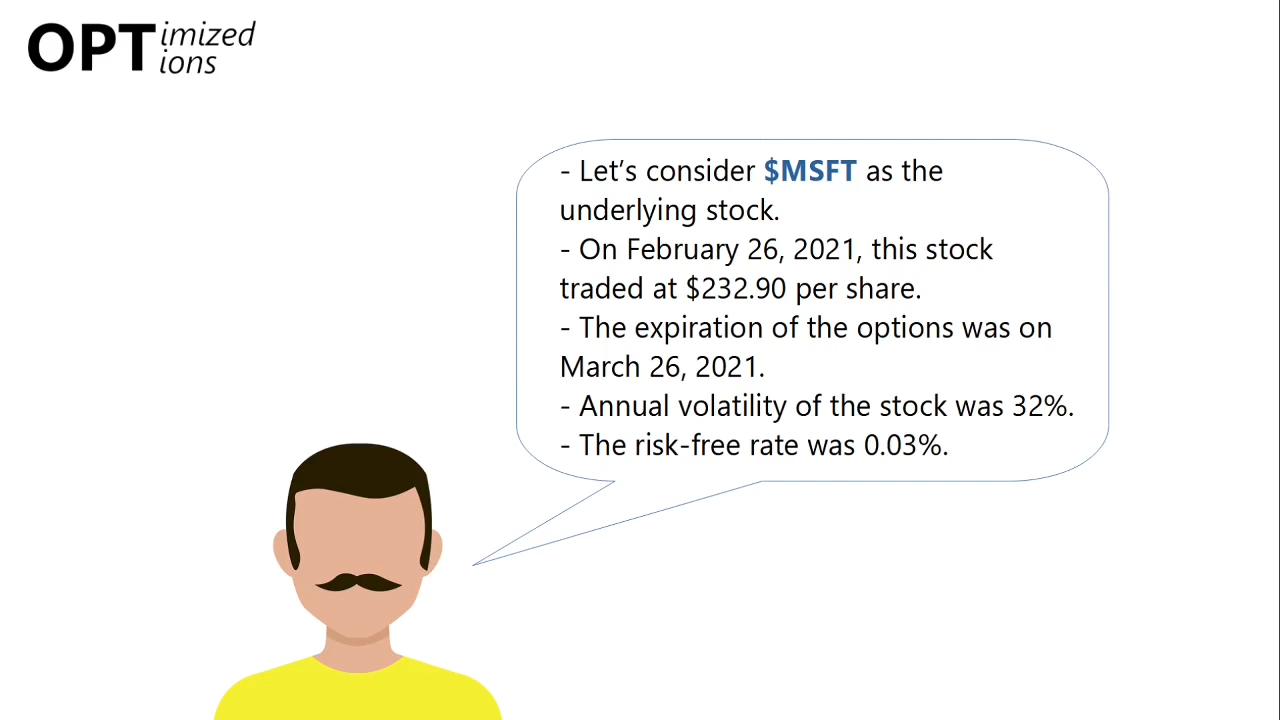 OPTimized
ions
- Let’s consider $MSFT as the
underlying stock.
- On February 26, 2021, this stock
traded at $232.90 per share.
- The expiration of the options was on
March 26, 2021.
- Annual volatility of the stock was 32%.
- The risk-free rate was 0.03%.